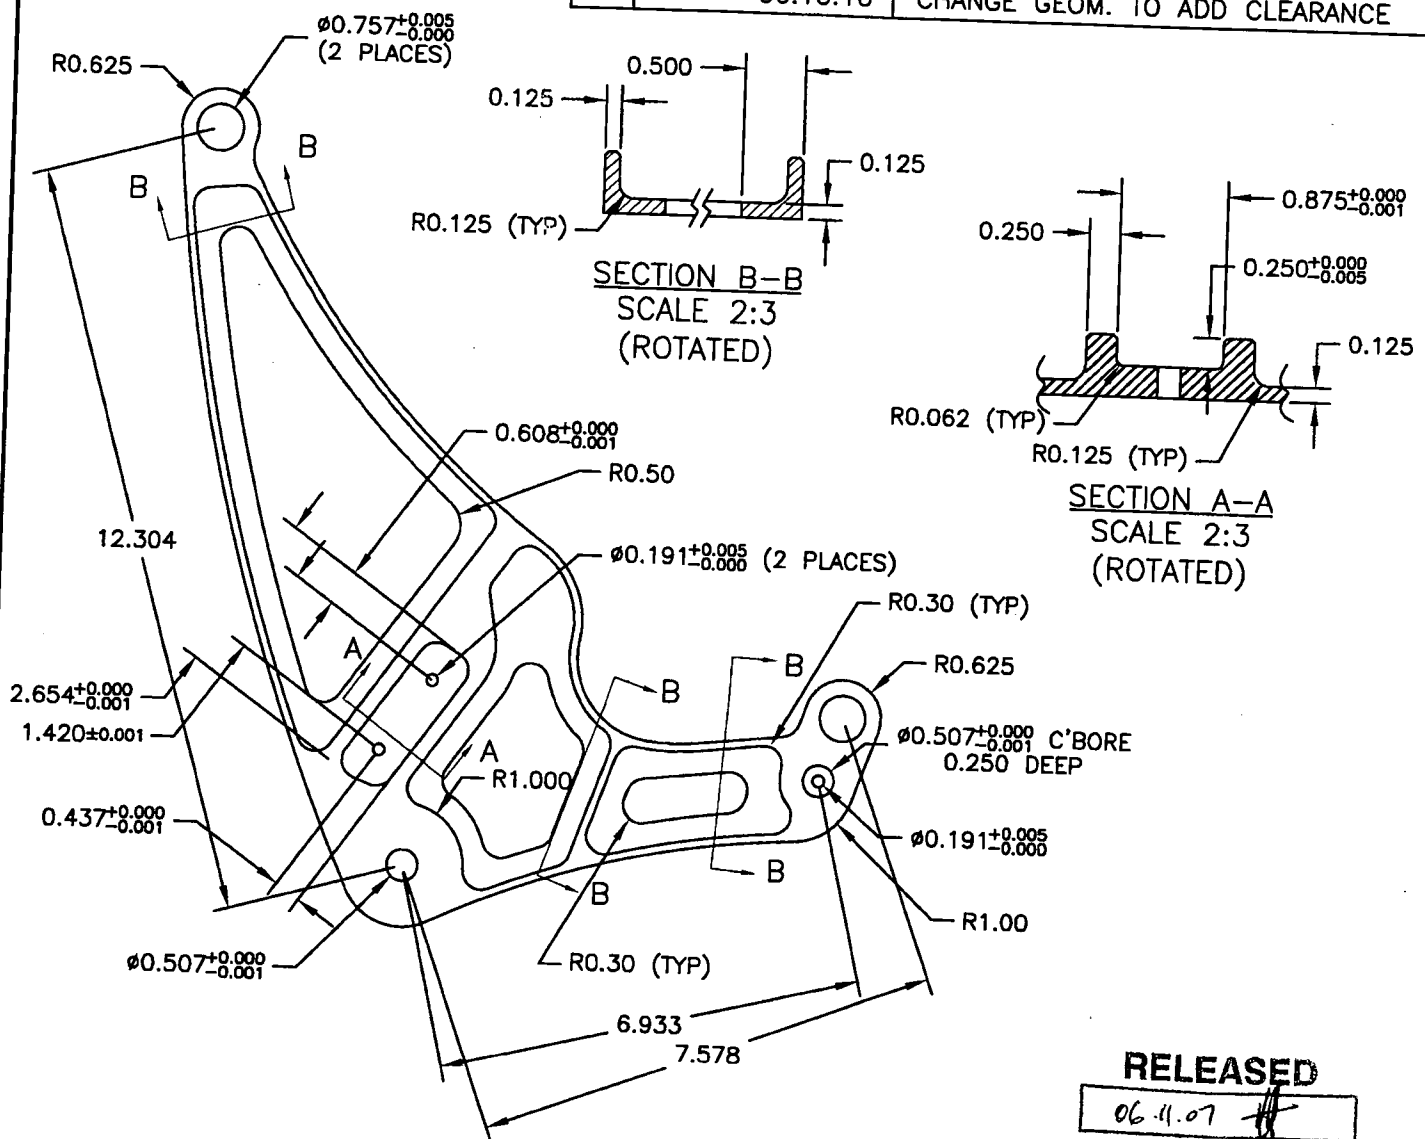 CHANGE GEOM. TO ADD CLEARANCE
Ø0.757+0.005 -0.000
(2 PLACES)
R0.625
0.500
0.125
0.125
R0.125 (TYP)
SECTION B-B
SCALE 2:3
(ROTATED)
0.875+0.000 -0.001
0.250
0.250+0.000 -0.005
0.125
R0.062 (TYP)
R0.125 (TYP)
SECTION A-A
SCALE 2:3
(ROTATED)
B
B
0.608+0.000 -0.001
R0.50
12.304
Ø0.191+0.005 -0.000 (2 PLACES)
R0.30 (TYP)
A
B
B
R0.625
2.654+0.000 -0.001
1.420±0.001
A
R1.000
Ø0.507+0.000 -0.001 C'BORE
0.250 DEEP
0.437+0.000 -0.001
Ø0.191+0.005 -0.000
B
B
R1.00
Ø0.507+0.000 -0.001
R0.30 (TYP)
6.933
7.578
RELEASED
06.11.07